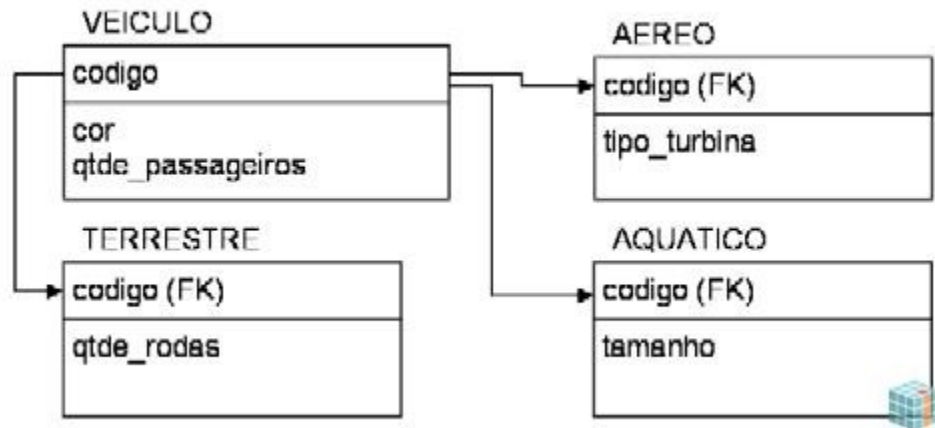 VEICULO
codigo
cor
qtde_passageiros
AEREO
codigo (FK)
tipo_turbina
TERRESTRE
codigo (FK)
qtde_rodas
AQUATICO
codigo (FK)
tamanho